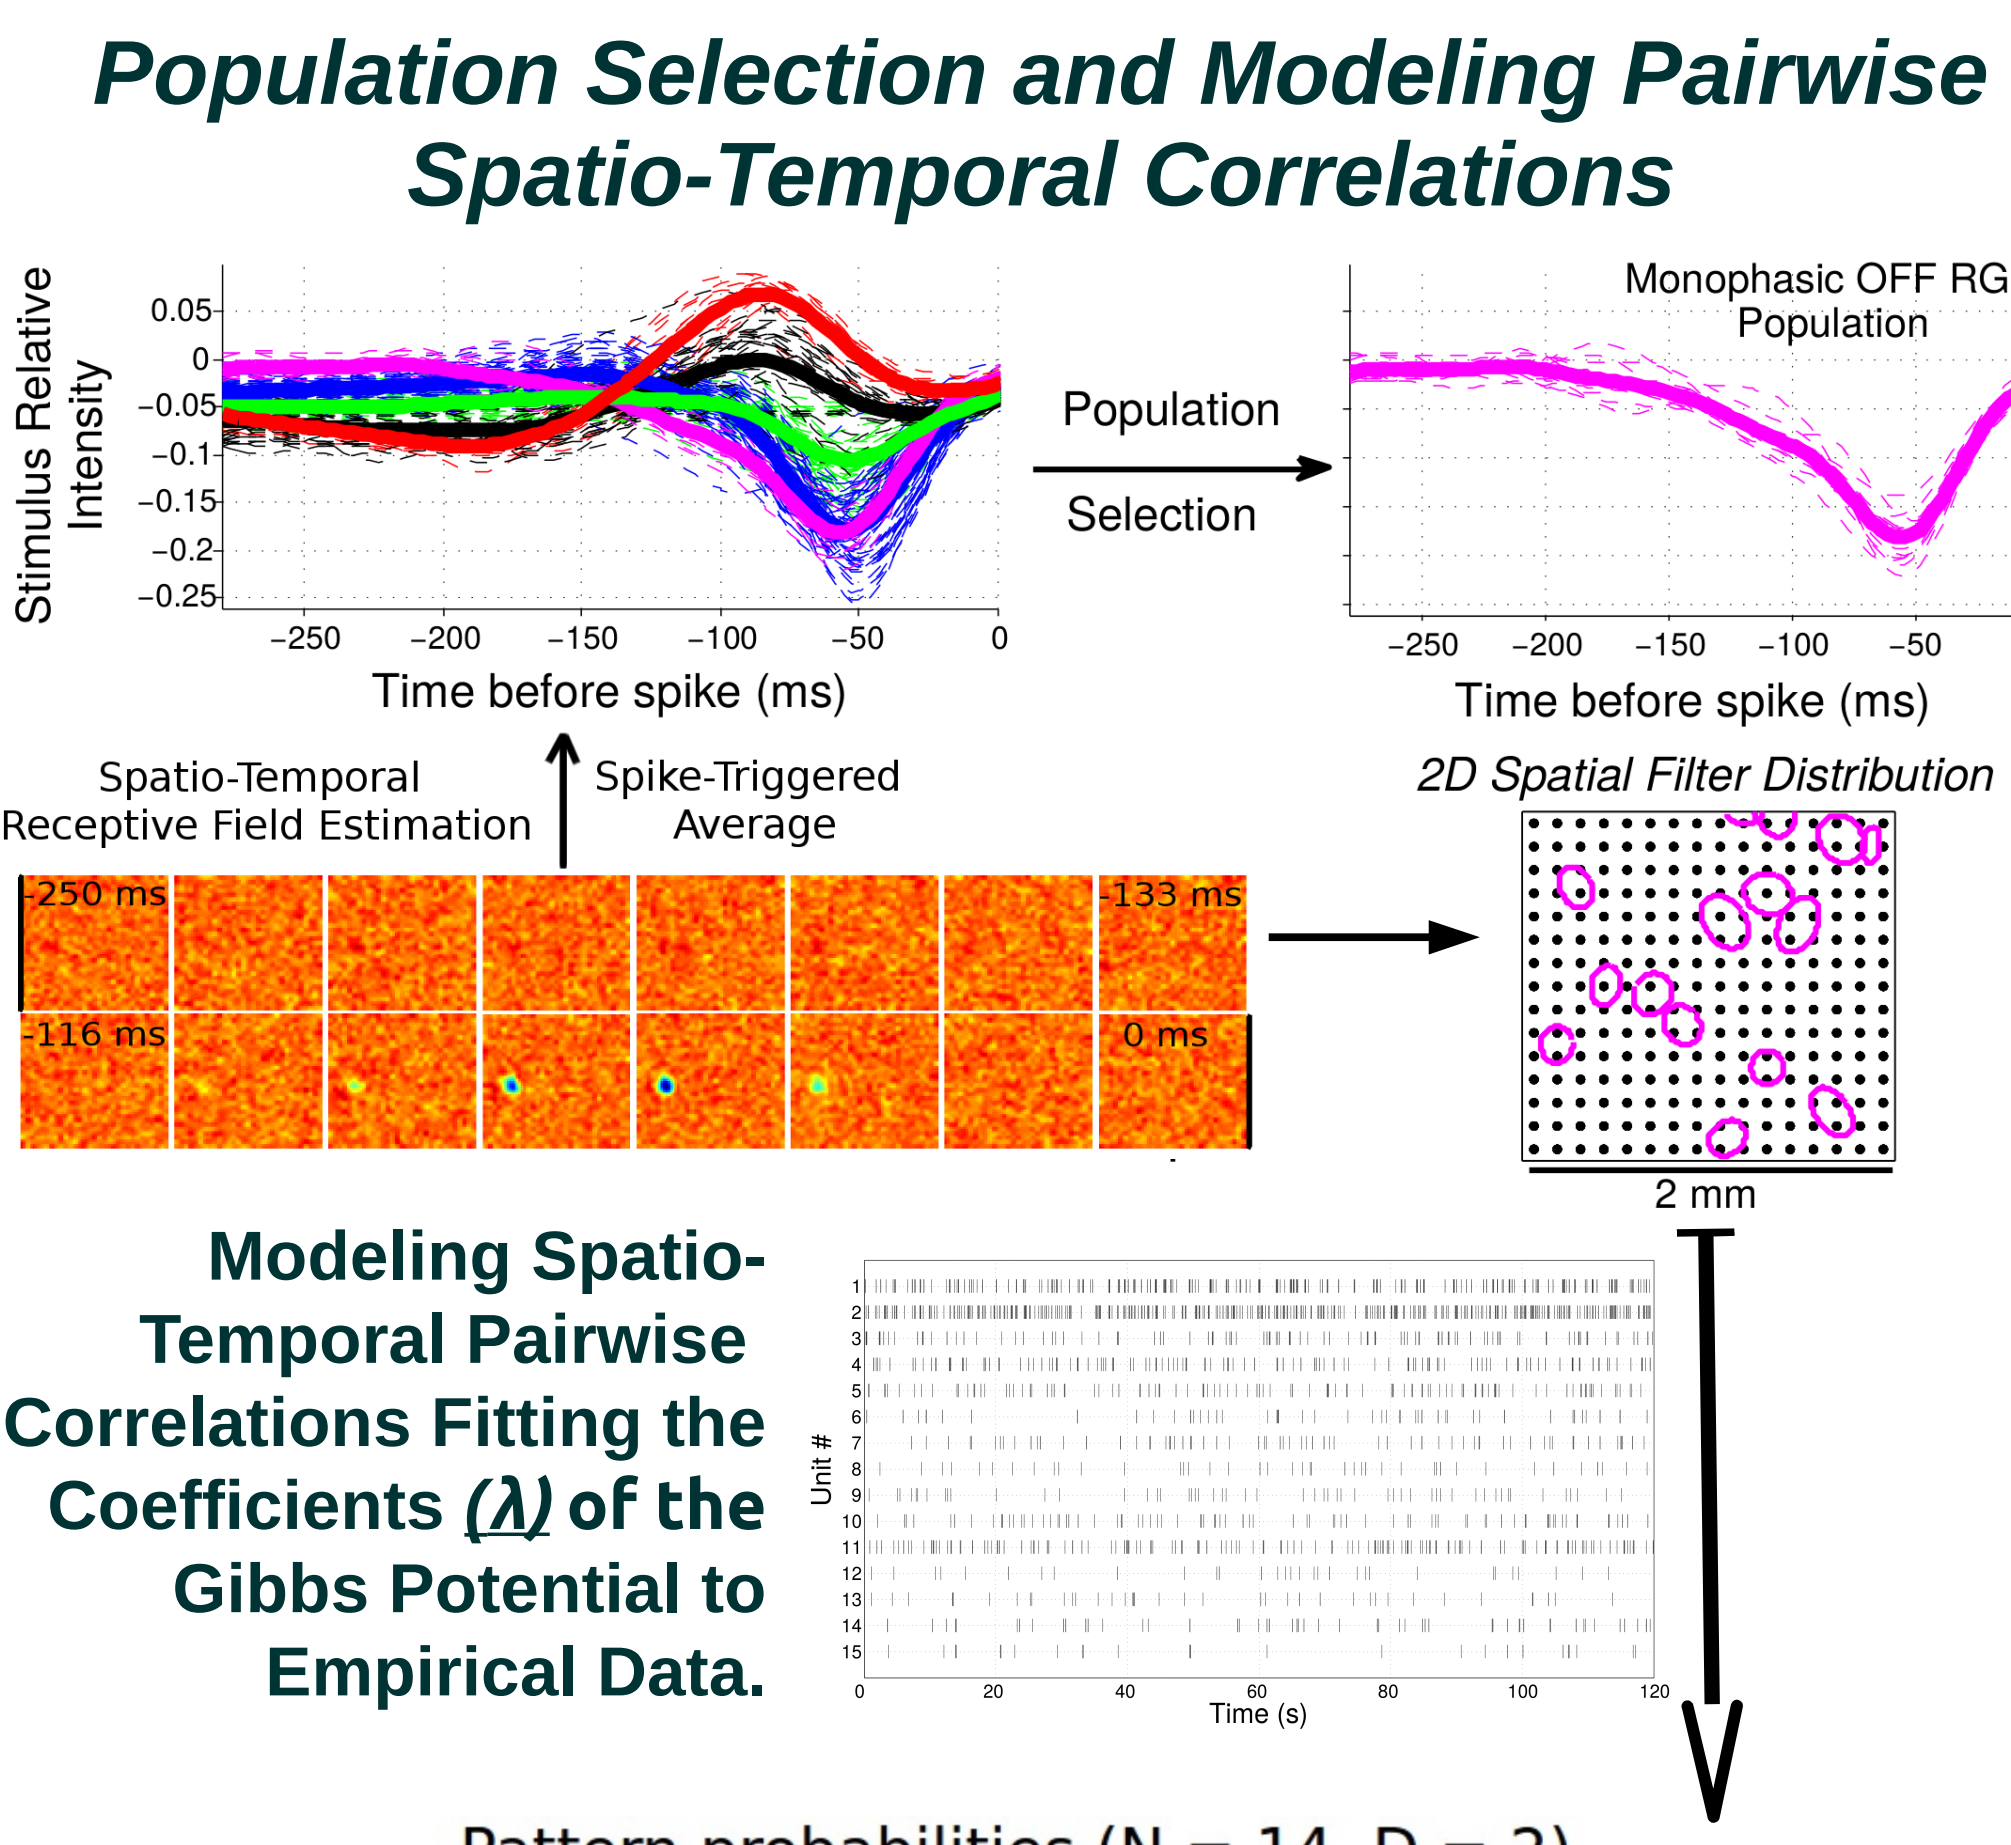 Population Selection and Modeling Pairwise
Spatio-Temporal Correlations
Stimulus Relative
Intensity
0.05
0
−0.05
−0.1
−0.15
−0.2
−0.25
−250 −200 −150 −100 −50 0
Time before spike (ms)
Population
Selection
Monophasic OFF RG
Population
−250 −200 −150 −100 −50
Time before spike (ms)
Spatio-Temporal
Receptive Field Estimation
Spike-Triggered
Average
-250 ms
-133 ms
-116 ms
0 ms
2D Spatial Filter Distribution
2 mm
Modeling Spatio-
Temporal Pairwise
Correlations Fitting the
Coefficients (λ) of the
Gibbs Potential to
Empirical Data.
Unit #
1
2
3
4
5
6
7
8
9
10
11
12
13
14
15
0 20 40 60 80 100 120
Time (s)
Pattern probabilities (N = 14, D = 2)